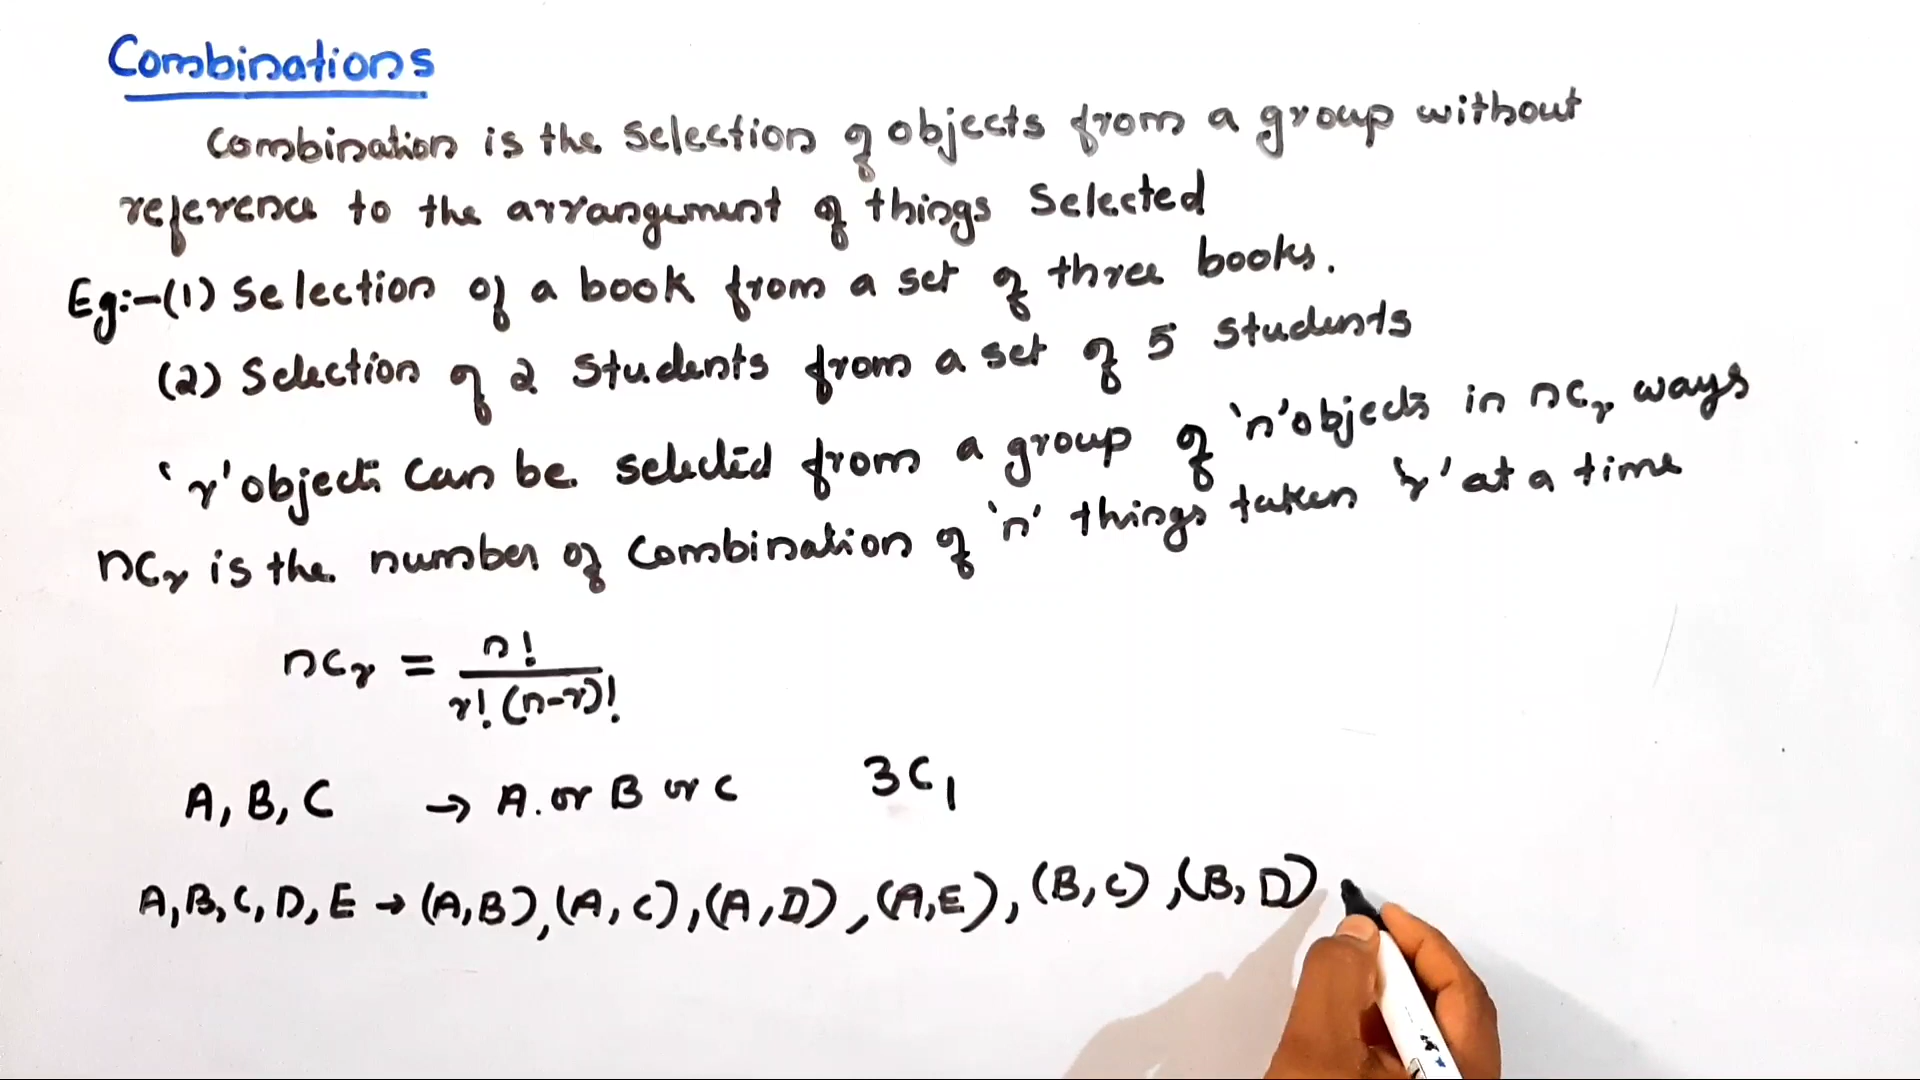 Combinations
Combination is the selection of objects from a group without
reference to the arrangement of things selected
Eg:-(1) Selection of a book from a set of three books.
(2) Selection of 2 students from a set of 5 students
'r' objects can be selected from a group of 'n' objects in nCr ways
nCr is the number of combination of 'n' things taken 'r' at a time
nCr = n! / r! (n-r)!
A, B, C → A or B or C 3C1
A, B, C, D, E → (A,B), (A,C), (A,D), (A,E), (B,C), (B,D)